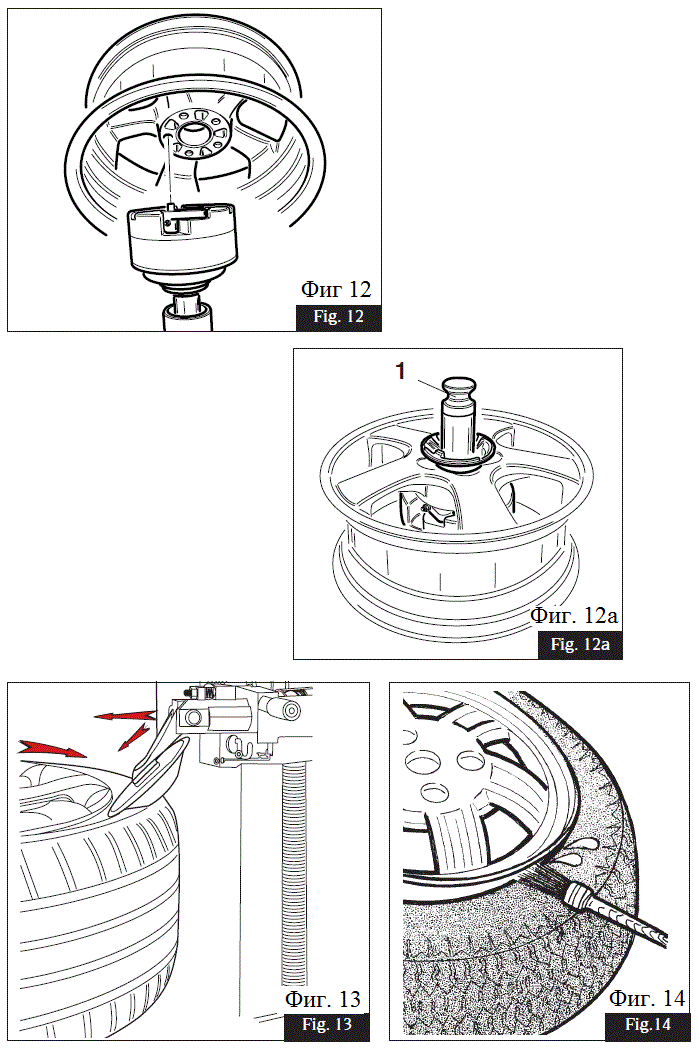 Фиг 12
Fig. 12
1
Фиг. 12а
Fig. 12a
Фиг. 13
Fig. 13
Фиг. 14
Fig.14